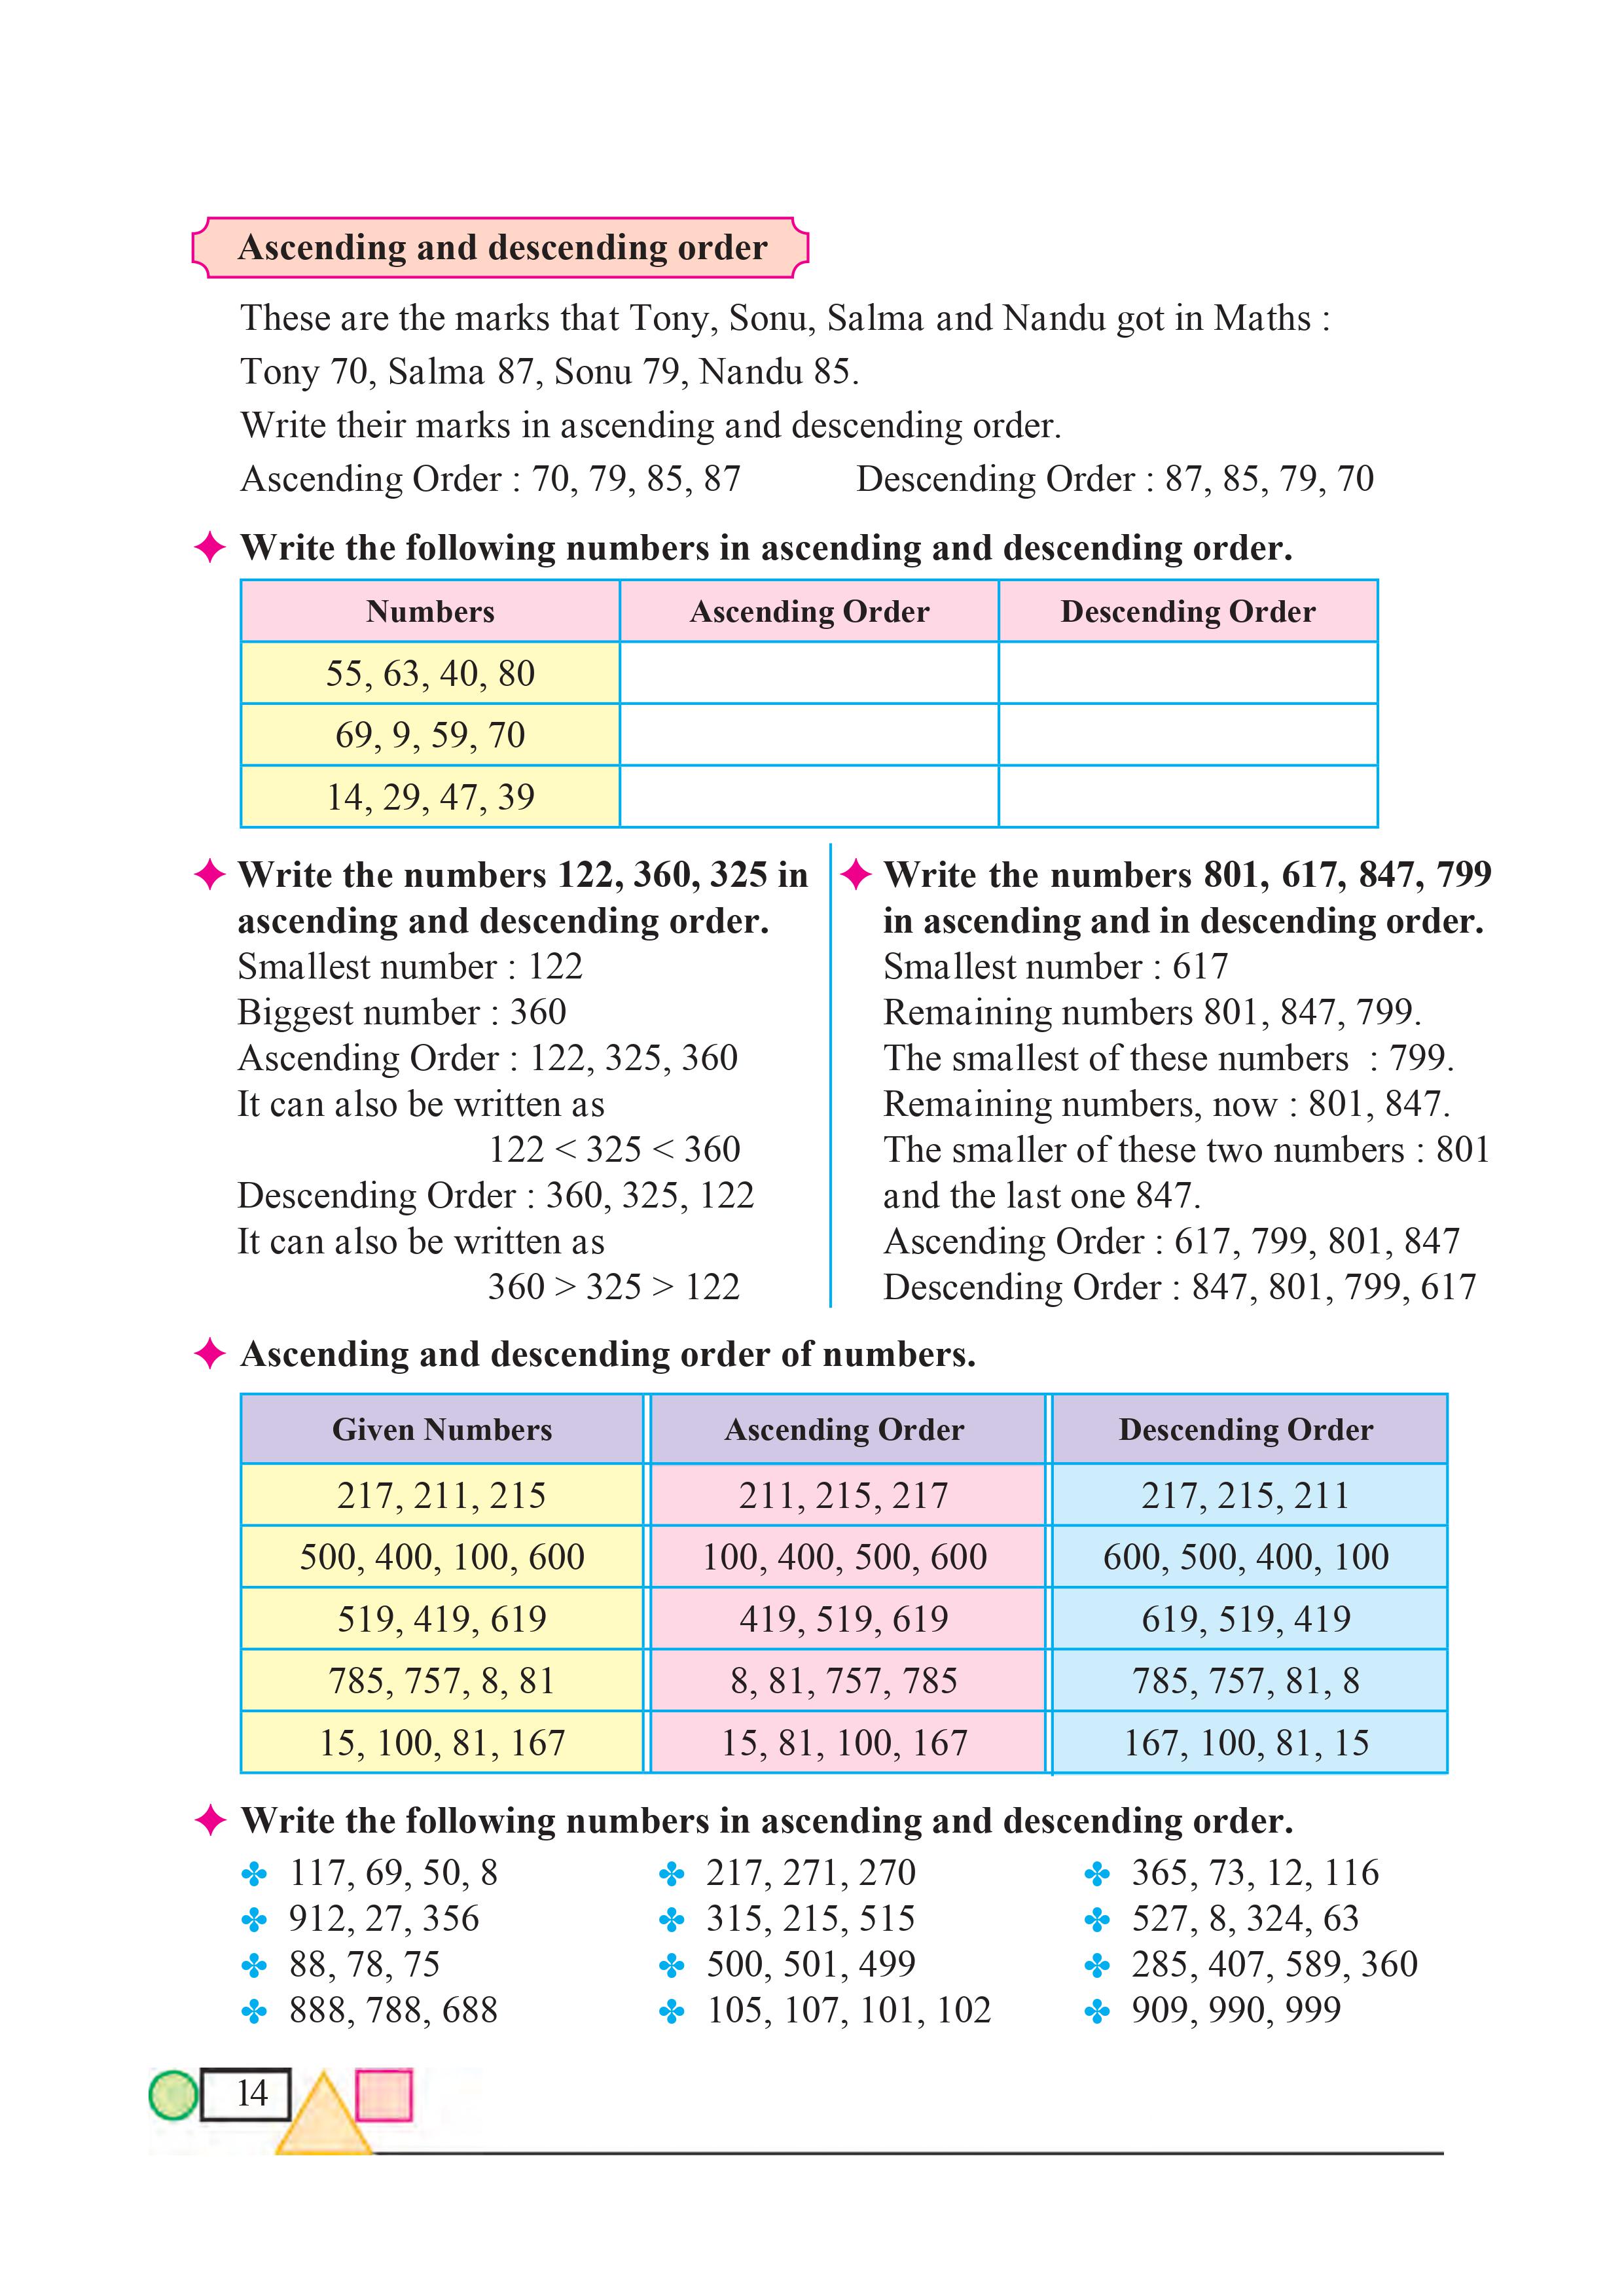 Ascending and descending order
These are the marks that Tony, Sonu, Salma and Nandu got in Maths :
Tony 70, Salma 87, Sonu 79, Nandu 85.
Write their marks in ascending and descending order.
Ascending Order : 70, 79, 85, 87 Descending Order : 87, 85, 79, 70
Write the following numbers in ascending and descending order.
Numbers Ascending Order Descending Order
55, 63, 40, 80
69, 9, 59, 70
14, 29, 47, 39
Write the numbers 122, 360, 325 in
ascending and descending order.
Smallest number : 122
Biggest number : 360
Ascending Order : 122, 325, 360
It can also be written as
122 < 325 < 360
Descending Order : 360, 325, 122
It can also be written as
360 > 325 > 122
Write the numbers 801, 617, 847, 799
in ascending and in descending order.
Smallest number : 617
Remaining numbers 801, 847, 799.
The smallest of these numbers : 799.
Remaining numbers, now : 801, 847.
The smaller of these two numbers : 801
and the last one 847.
Ascending Order : 617, 799, 801, 847
Descending Order : 847, 801, 799, 617
Ascending and descending order of numbers.
Given Numbers Ascending Order Descending Order
217, 211, 215 211, 215, 217 217, 215, 211
500, 400, 100, 600 100, 400, 500, 600 600, 500, 400, 100
519, 419, 619 419, 519, 619 619, 519, 419
785, 757, 8, 81 8, 81, 757, 785 785, 757, 81, 8
15, 100, 81, 167 15, 81, 100, 167 167, 100, 81, 15
Write the following numbers in ascending and descending order.
117, 69, 50, 8 217, 271, 270 365, 73, 12, 116
912, 27, 356 315, 215, 515 527, 8, 324, 63
88, 78, 75 500, 501, 499 285, 407, 589, 360
888, 788, 688 105, 107, 101, 102 909, 990, 999
14